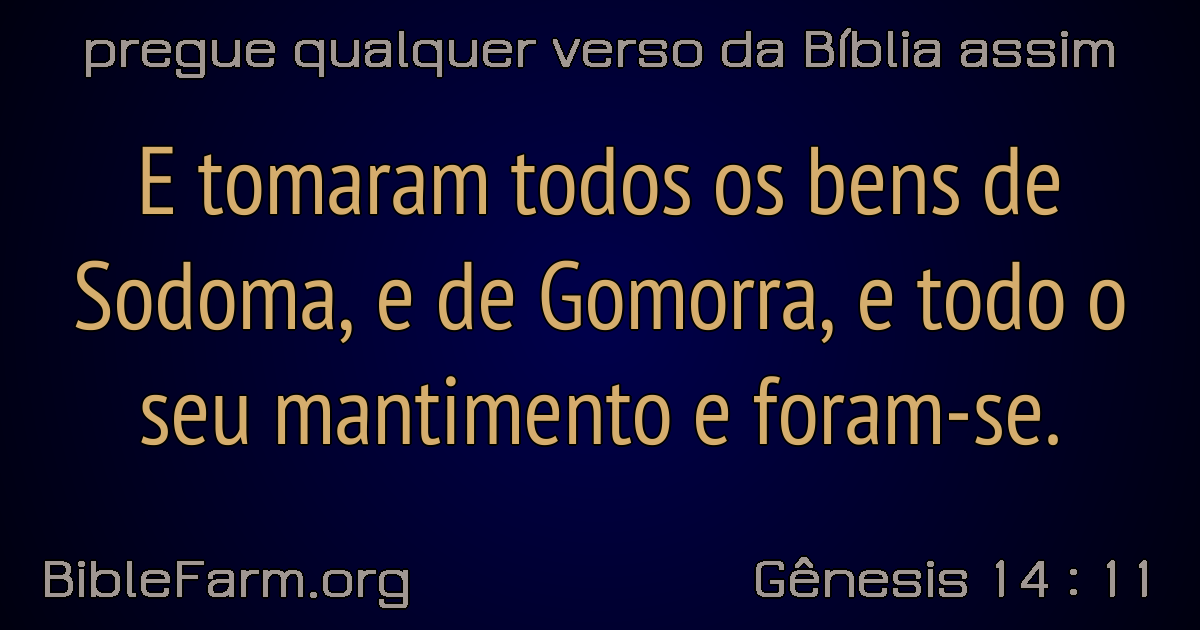 pregue qualquer verso da Bíblia assim
E tomaram todos os bens de
Sodoma, e de Gomorra, e todo o
seu mantimento e foram-se.
BibleFarm.org
Gênesis 14 : 11